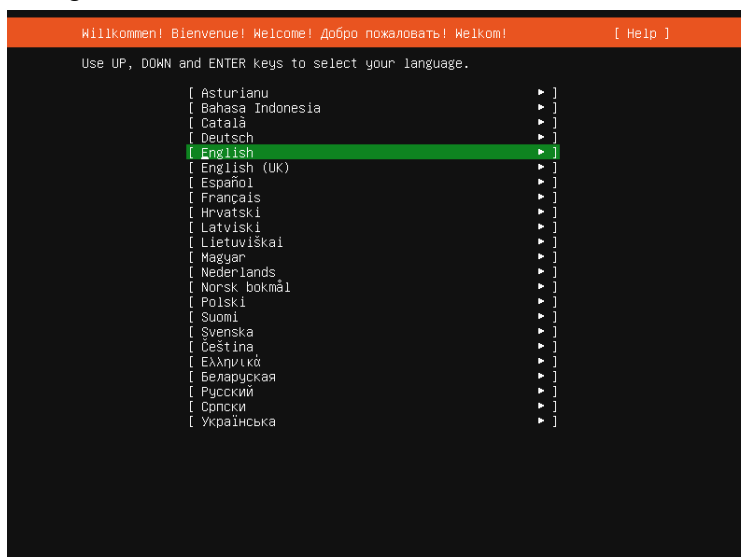 Willkommen! Bienvenue! Welcome! Добро пожаловать! Welkom! [ Help ]
Use UP, DOWN and ENTER keys to select your language.
[ Asturianu ► ]
[ Bahasa Indonesia ► ]
[ Català ► ]
[ Deutsch ► ]
[ English ► ]
[ English (UK) ► ]
[ Español ► ]
[ Français ► ]
[ Hrvatski ► ]
[ Latviski ► ]
[ Lietuviškai ► ]
[ Magyar ► ]
[ Nederlands ► ]
[ Norsk bokmål ► ]
[ Polski ► ]
[ Suomi ► ]
[ Svenska ► ]
[ Čeština ► ]
[ Ελληνικά ► ]
[ Беларуская ► ]
[ Русский ► ]
[ Српски ► ]
[ Українська ► ]